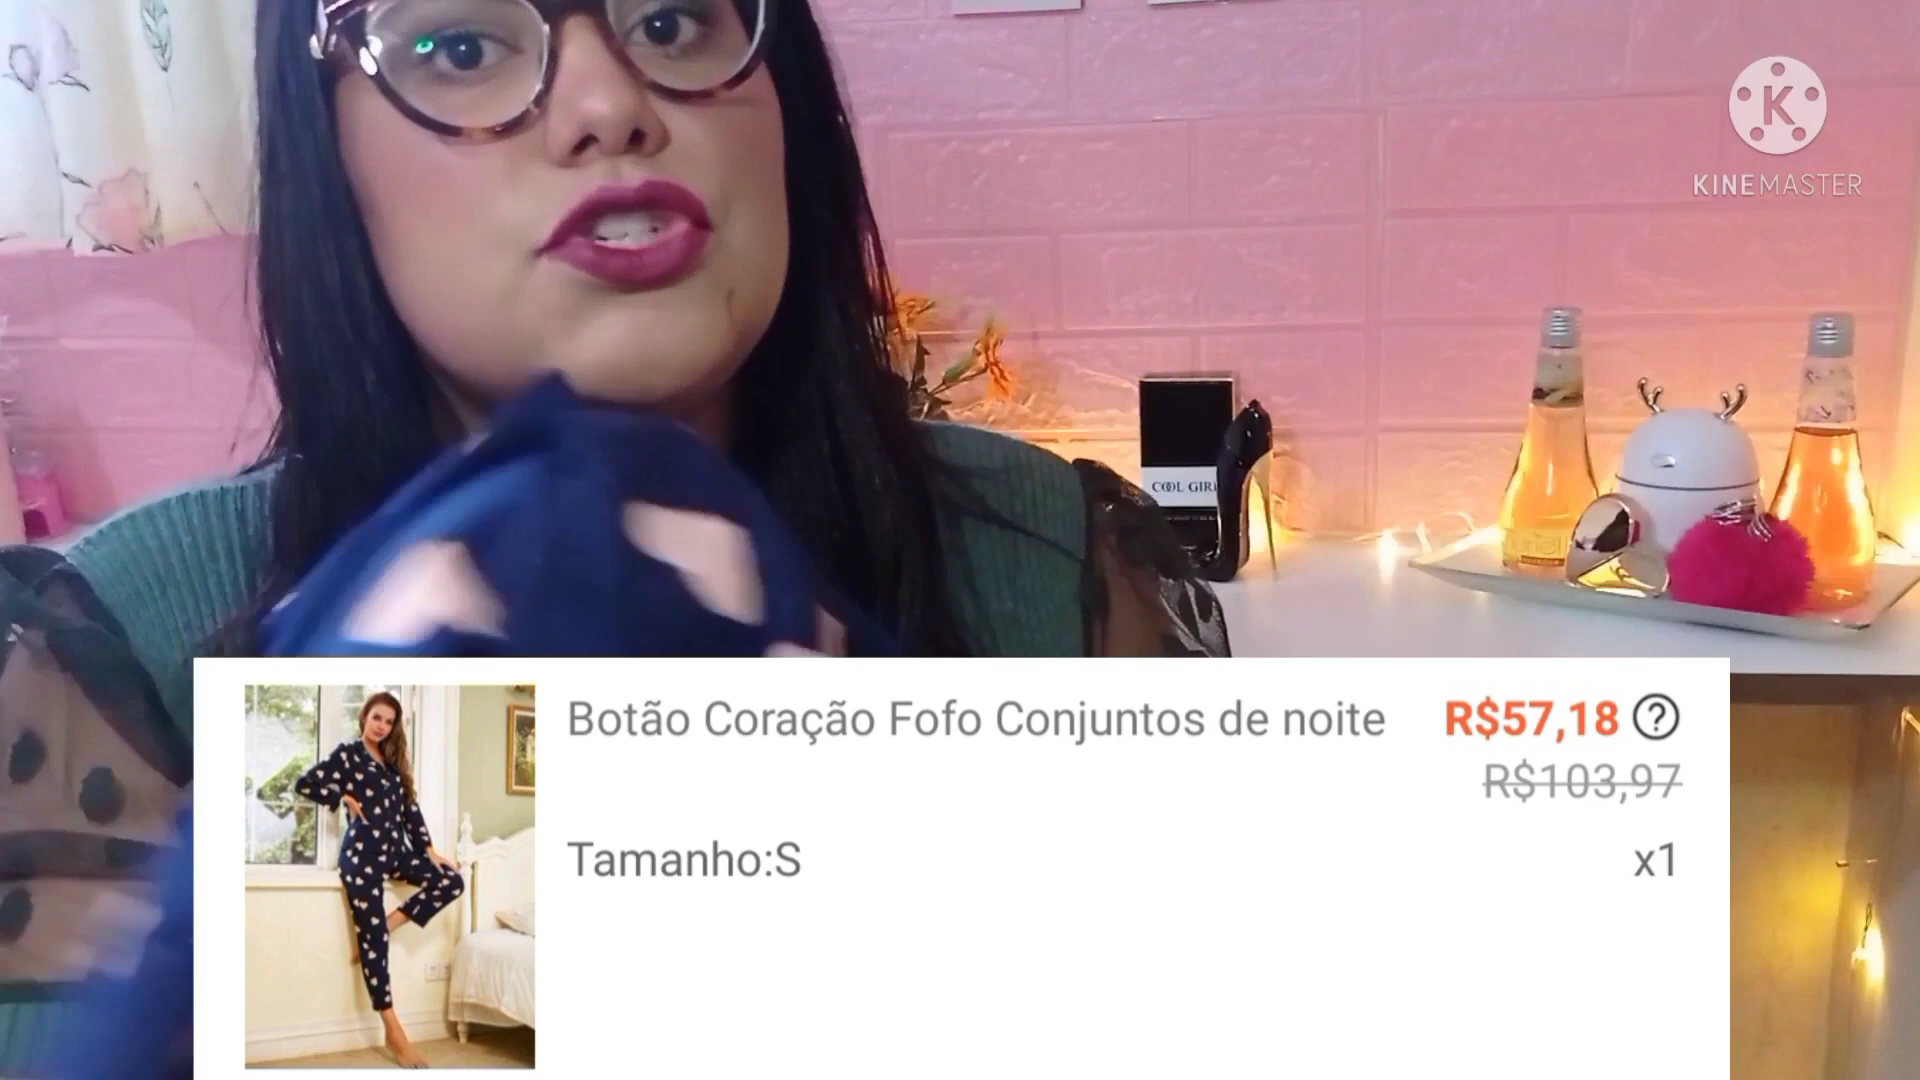 K
KINEMASTER
COOL GIRL
Botão Coração Fofo Conjuntos de noite
R$57,18 ?
R$103,97
Tamanho:S
x1